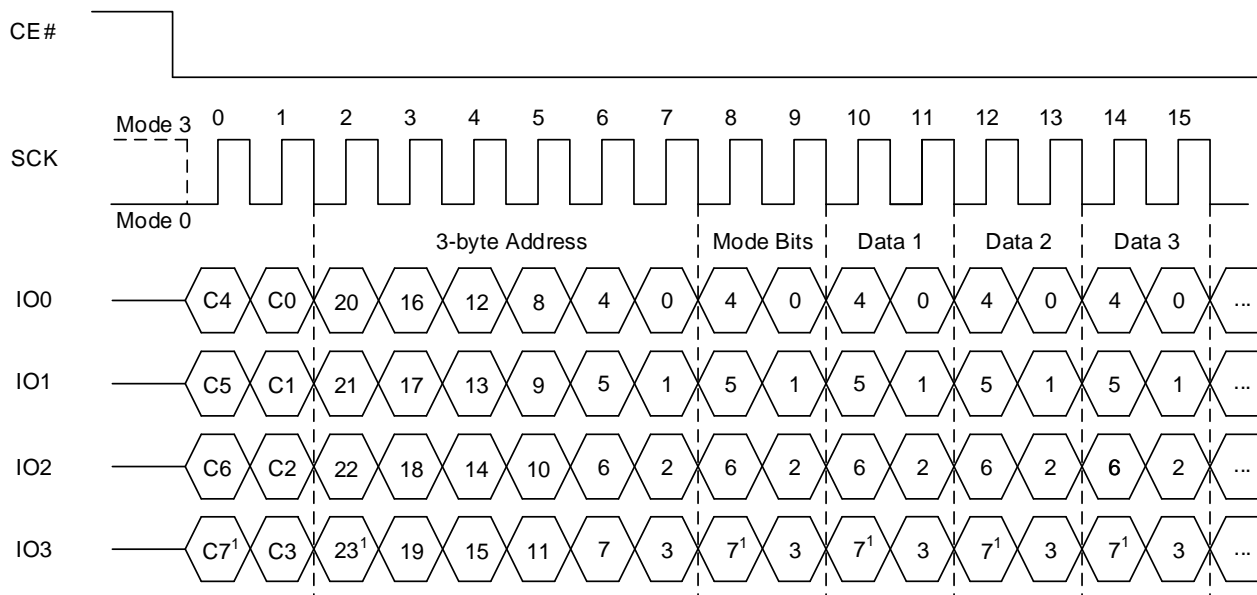 CE#
0 1 2 3 4 5 6 7 8 9 10 11 12 13 14 15
Mode 3
SCK
Mode 0
3-byte Address Mode Bits Data 1 Data 2 Data 3
IO0 C4 C0 20 16 12 8 4 0 4 0 4 0 4 0 4 0 ...
IO1 C5 C1 21 17 13 9 5 1 5 1 5 1 5 1 5 1 ...
IO2 C6 C2 22 18 14 10 6 2 6 2 6 2 6 2 6 2 ...
IO3 C7¹ C3 23¹ 19 15 11 7 3 7¹ 3 7¹ 3 7¹ 3 7¹ 3 ...